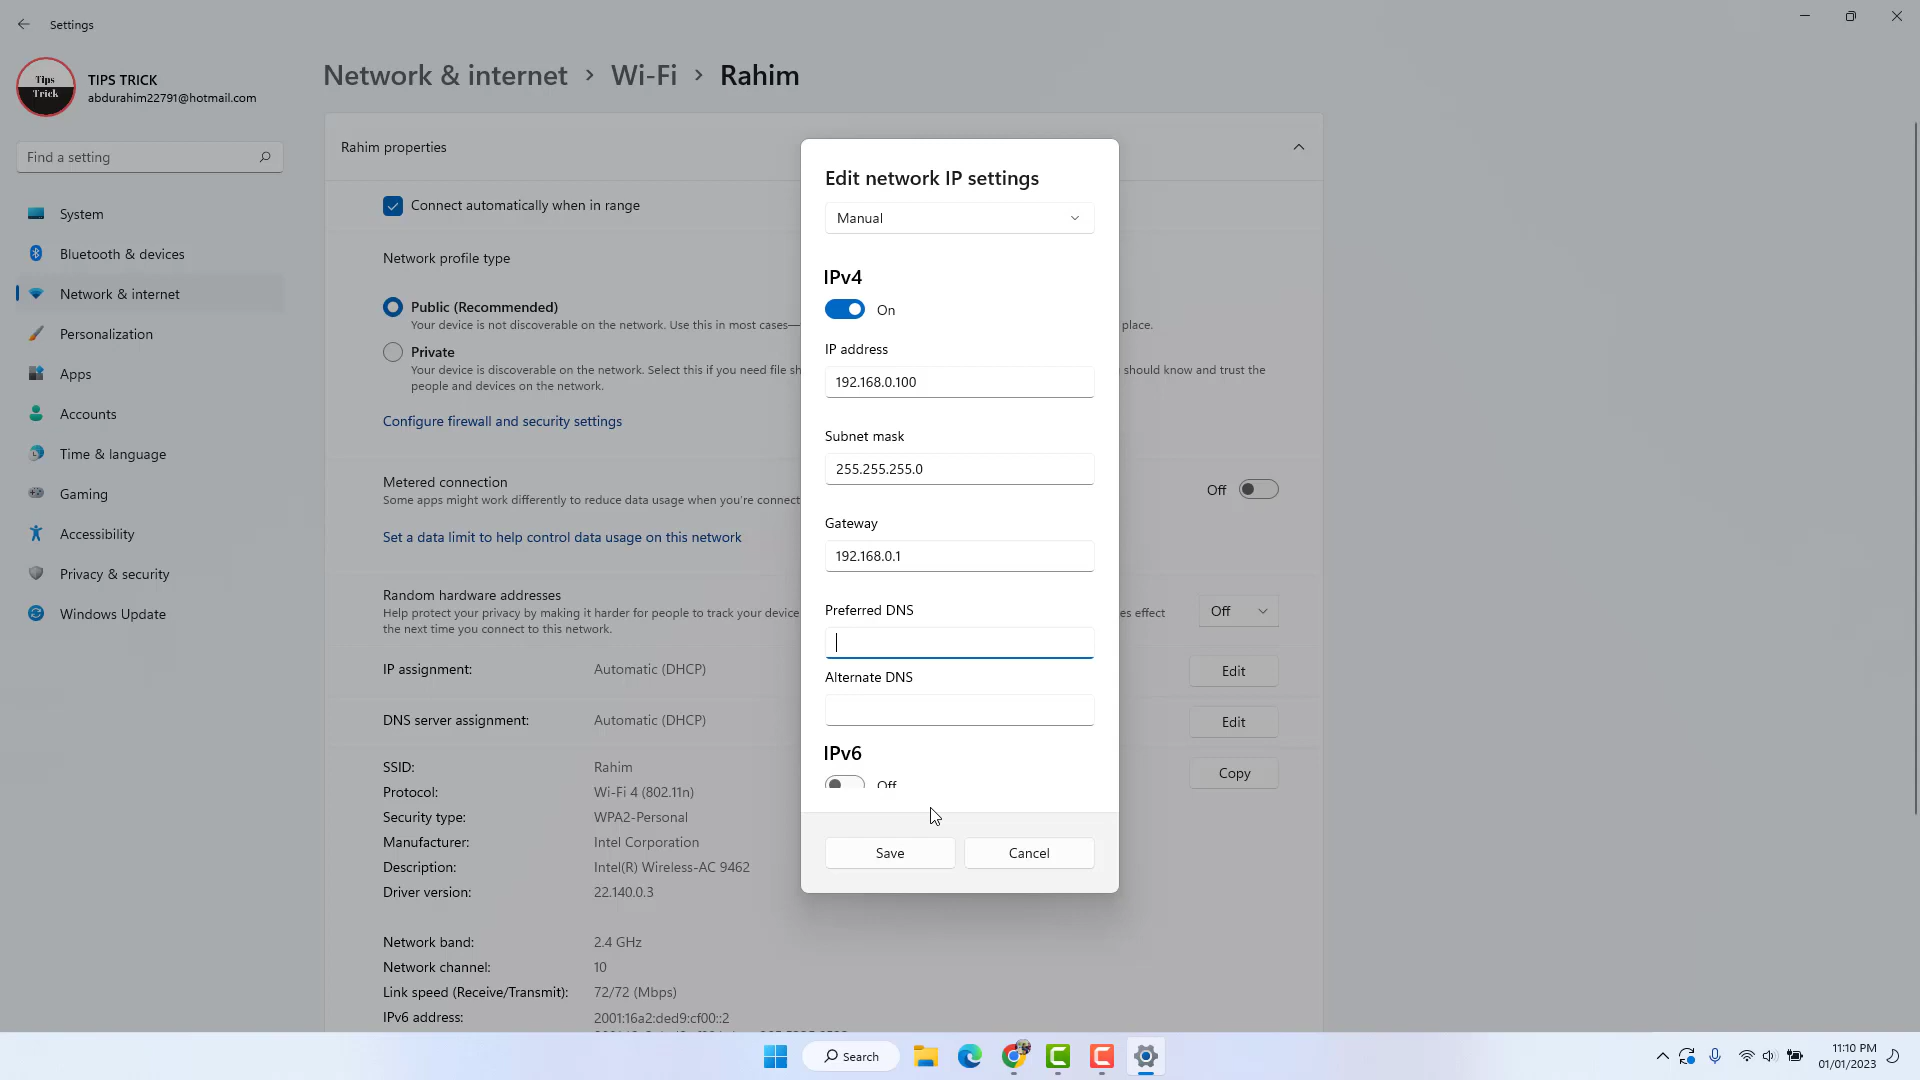 Settings
Tips
Trick
TIPS TRICK
abdurahim22791@hotmail.com
Find a setting
System
Bluetooth & devices
Network & internet
Personalization
Apps
Accounts
Time & language
Gaming
Accessibility
Privacy & security
Windows Update
Network & internet > Wi-Fi > Rahim
Rahim properties
Connect automatically when in range
Network profile type
Public (Recommended)
Your device is not discoverable on the network. Use this in most cases— place.
Private
Your device is discoverable on the network. Select this if you need file sh should know and trust the
people and devices on the network.
Configure firewall and security settings
Metered connection
Some apps might work differently to reduce data usage when you're connect
Off
Set a data limit to help control data usage on this network
Random hardware addresses
Help protect your privacy by making it harder for people to track your device es effect
the next time you connect to this network.
Off
IP assignment: Automatic (DHCP) Edit
DNS server assignment: Automatic (DHCP) Edit
SSID: Rahim Copy
Protocol: Wi-Fi 4 (802.11n)
Security type: WPA2-Personal
Manufacturer: Intel Corporation
Description: Intel(R) Wireless-AC 9462
Driver version: 22.140.0.3
Network band: 2.4 GHz
Network channel: 10
Link speed (Receive/Transmit): 72/72 (Mbps)
IPv6 address: 2001:16a2:ded9:cf00::2
Edit network IP settings
Manual
IPv4
On
IP address
192.168.0.100
Subnet mask
255.255.255.0
Gateway
192.168.0.1
Preferred DNS
Alternate DNS
IPv6
Off
Save Cancel
Search
11:10 PM
01/01/2023